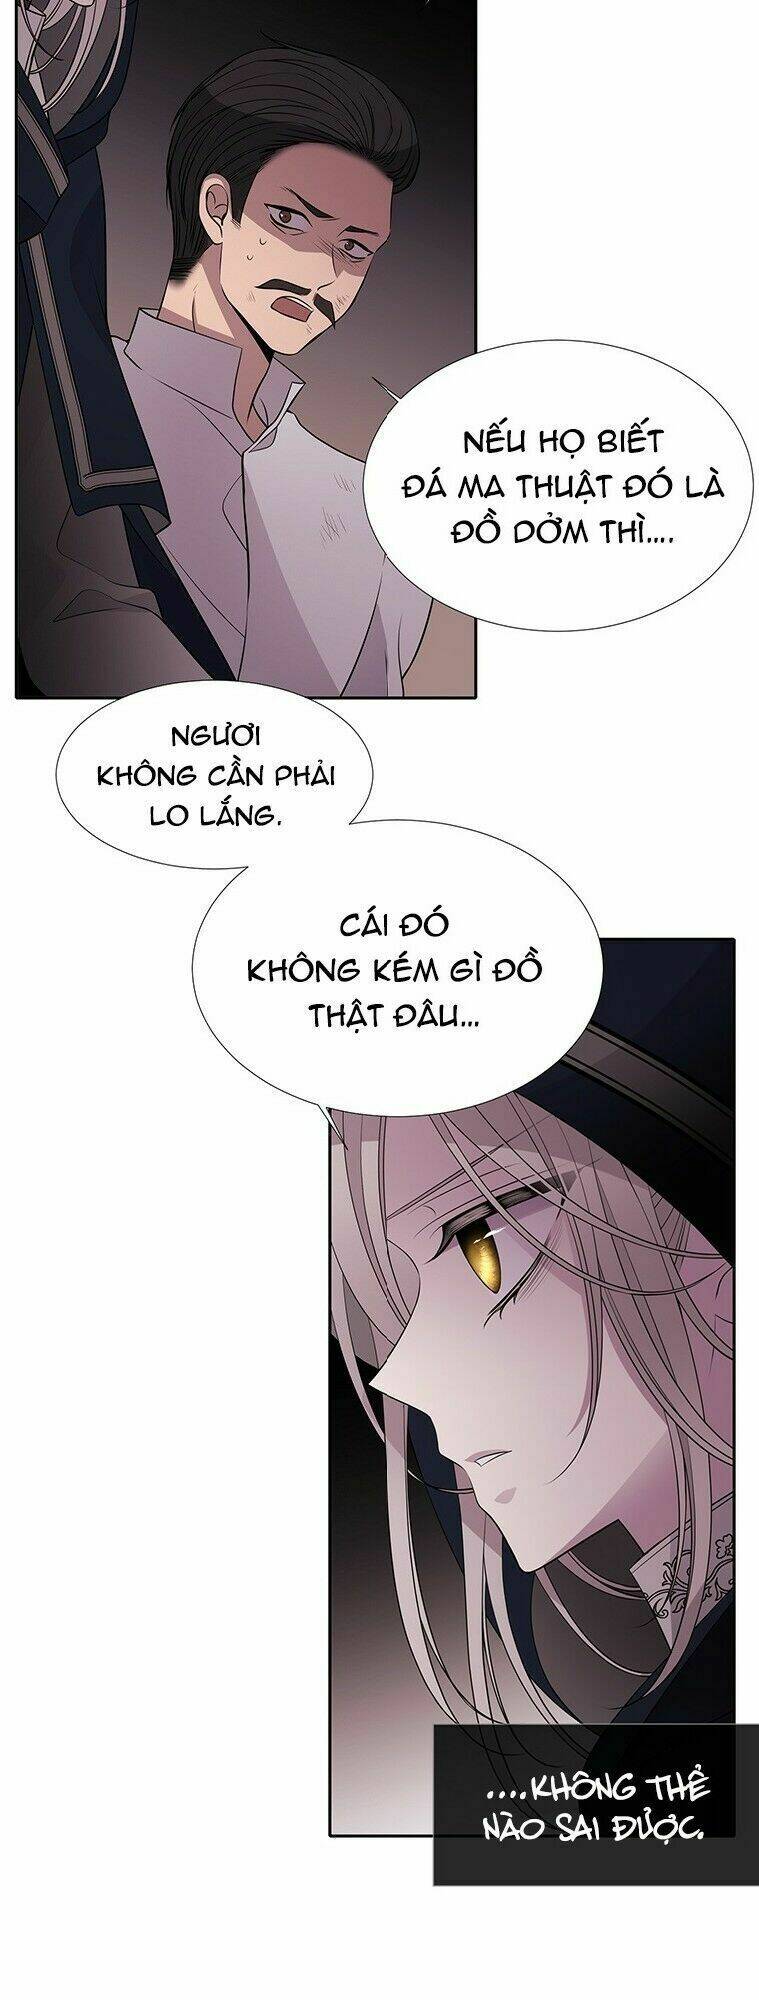 NẾU HỌ BIẾT
ĐÁ MA THUẬT ĐÓ LÀ
ĐỒ DỞM THÌ....
NGƯƠI
KHÔNG CẦN PHẢI
LO LẮNG.
CÁI ĐÓ
KHÔNG KÉM GÌ ĐỒ
THẬT ĐÂU...
....KHÔNG THỂ
NÀO SAI ĐƯỢC.